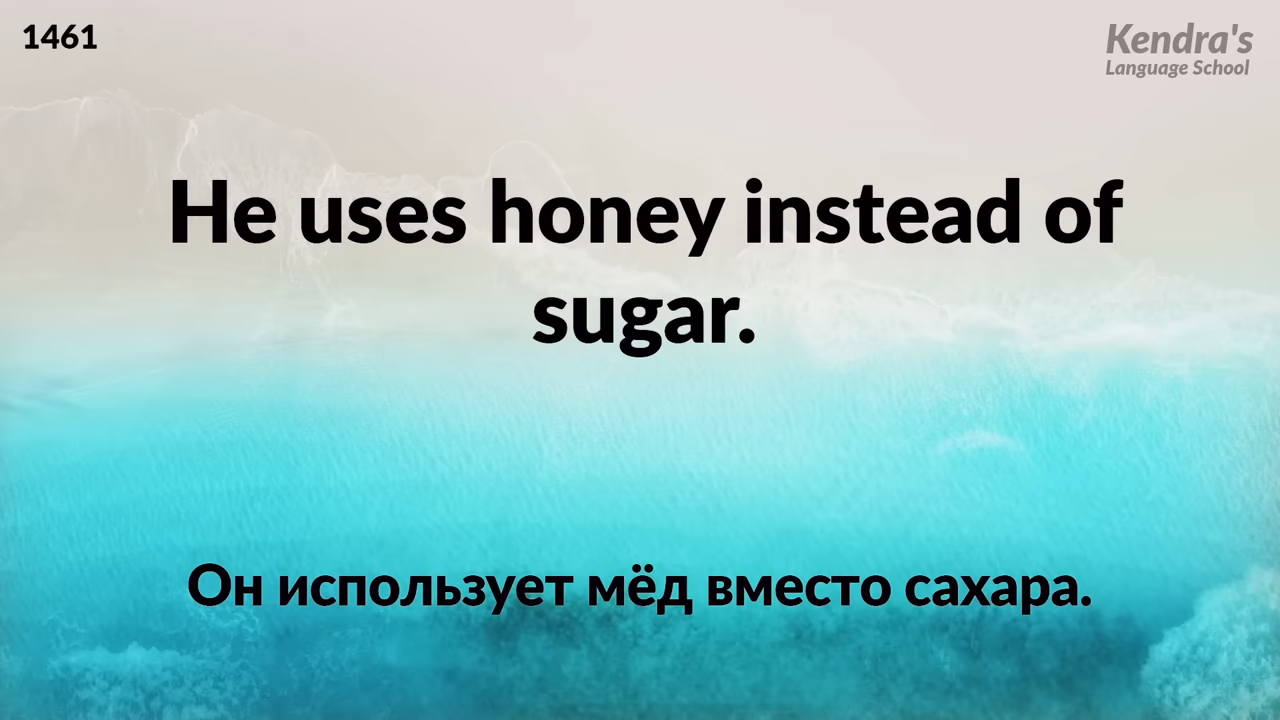 1461
Kendra's
Language School
He uses honey instead of
sugar.
Он использует мёд вместо сахара.